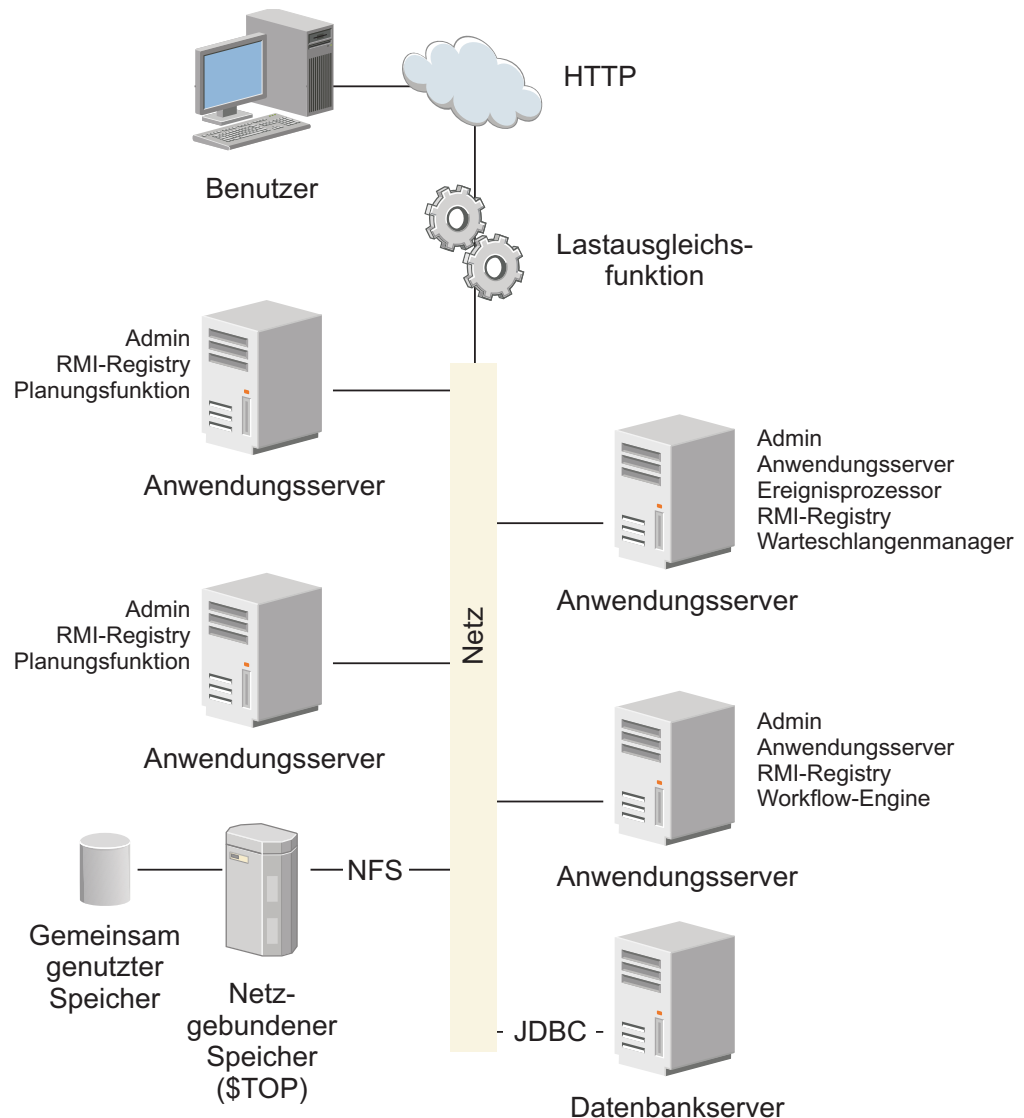 HTTP
Benutzer
Lastausgleichs-
funktion
Admin
RMI-Registry
Planungsfunktion
Anwendungsserver
Admin
Anwendungsserver
Ereignisprozessor
RMI-Registry
Warteschlangenmanager
Anwendungsserver
Admin
RMI-Registry
Planungsfunktion
Anwendungsserver
Netz
Admin
Anwendungsserver
RMI-Registry
Workflow-Engine
Anwendungsserver
NFS
Gemeinsam
genutzter
Speicher
Netz-
gebundener
Speicher
($TOP)
JDBC
Datenbankserver